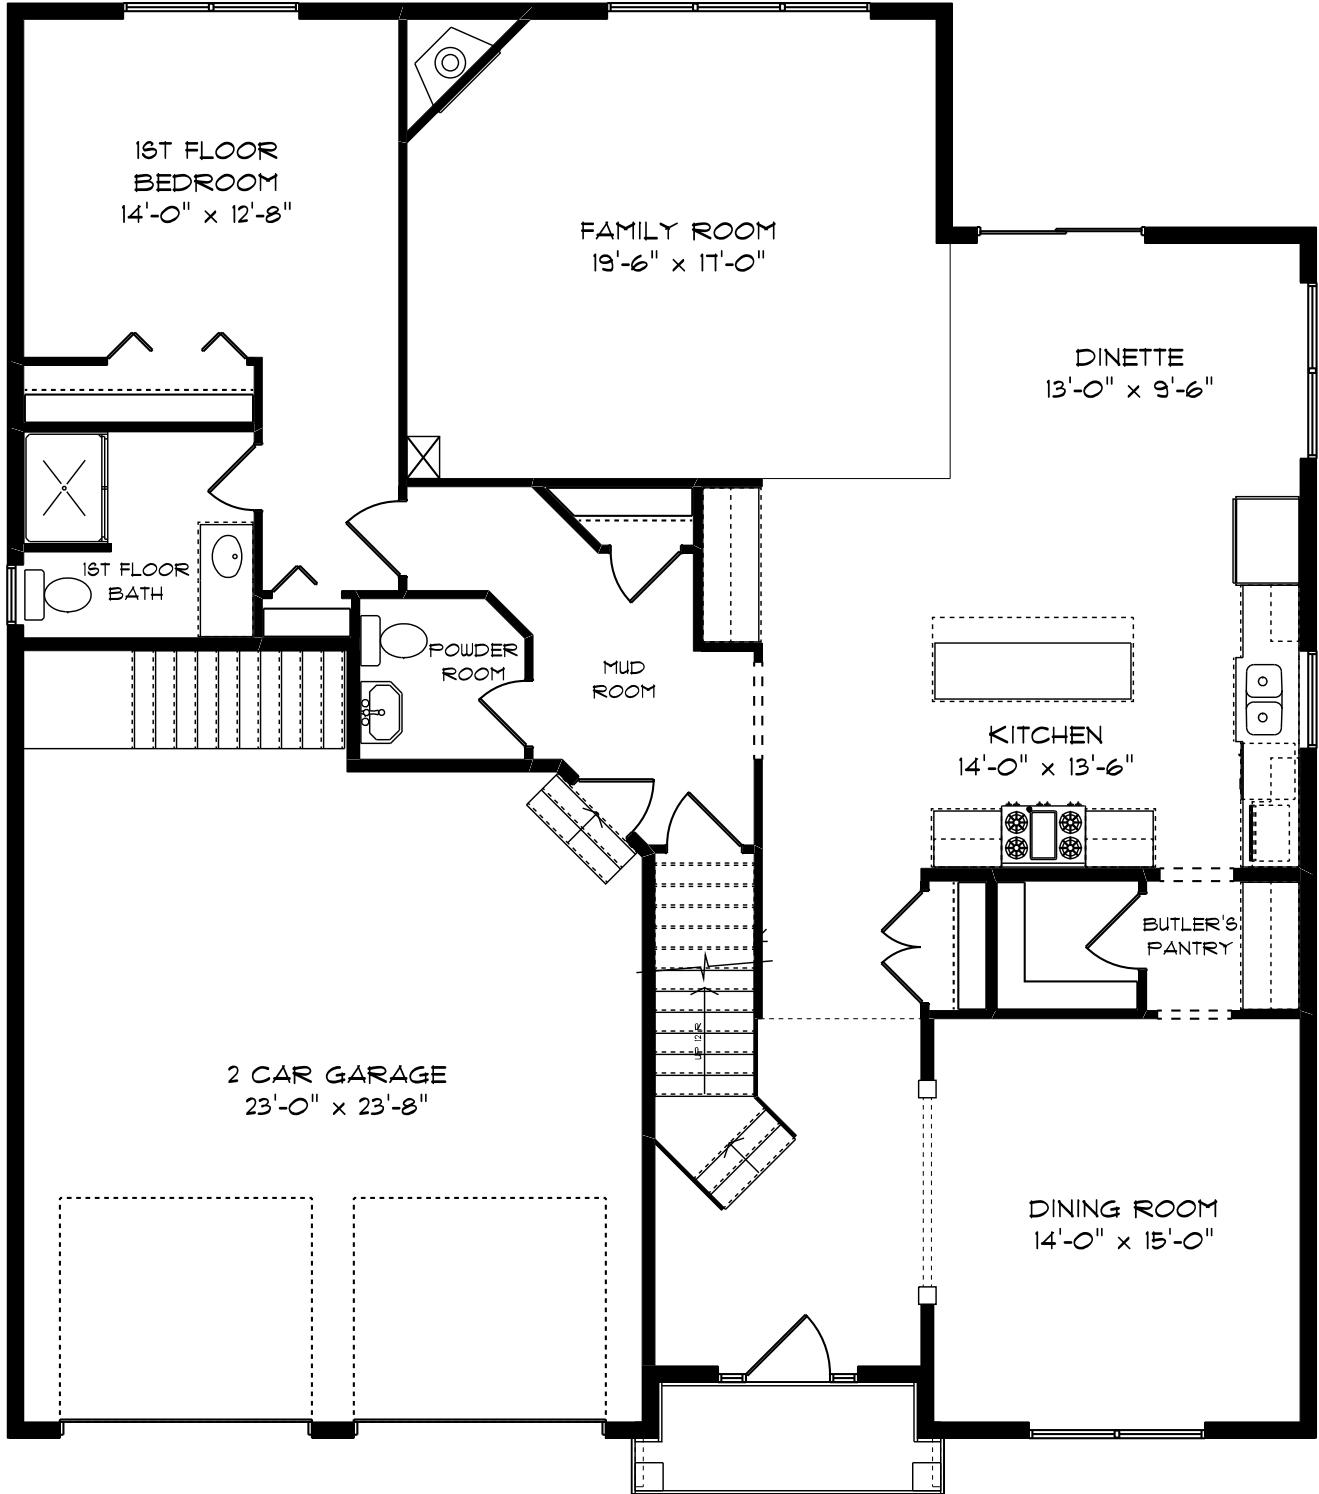 1ST FLOOR
BEDROOM
14'-0" x 12'-8"
FAMILY ROOM
19'-6" x 17'-0"
DINETTE
13'-0" x 9'-6"
1ST FLOOR
BATH
POWDER
ROOM
MUD
ROOM
KITCHEN
14'-0" x 13'-6"
BUTLER'S
PANTRY
UP 12 R
2 CAR GARAGE
23'-0" x 23'-8"
DINING ROOM
14'-0" x 15'-0"